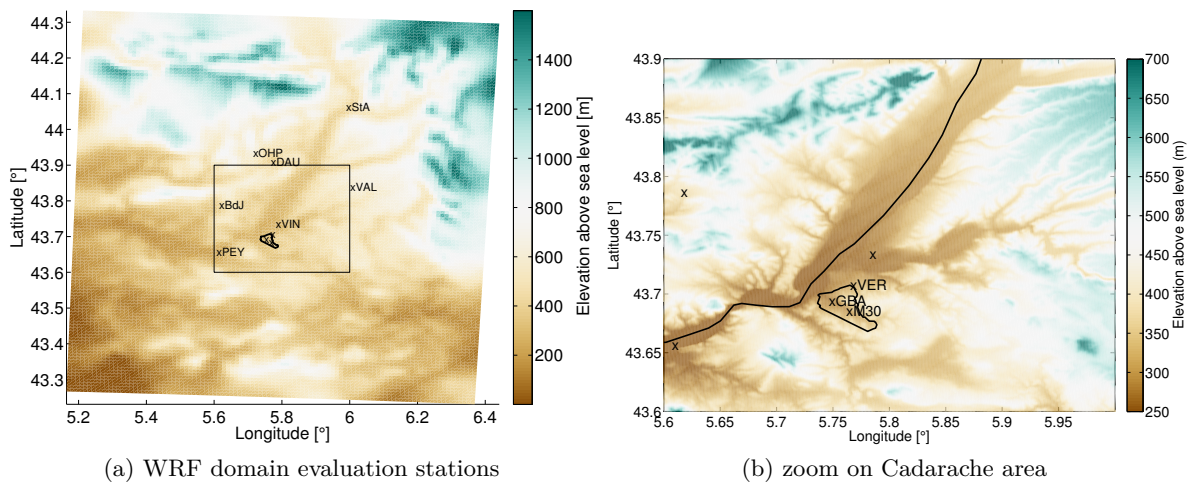 44.3
44.2
44.1
44
43.9
43.8
43.7
43.6
43.5
43.4
43.3
Latitude [°]
5.2
5.4
5.6
5.8
6
6.2
6.4
Longitude [°]
xStA
xOHP
xDAU
xVAL
xBdJ
xVIN
xPEY
1400
1200
1000
800
600
400
200
Elevation above sea level [m]
(a) WRF domain evaluation stations
43.9
43.85
43.8
43.75
43.7
43.65
43.6
Latitude [°]
5.6
5.65
5.7
5.75
5.8
5.85
5.9
5.95
Longitude [°]
x
x
x
xVER
xGBA
xM30
700
650
600
550
500
450
400
350
300
250
Elevation above sea level (m)
(b) zoom on Cadarache area